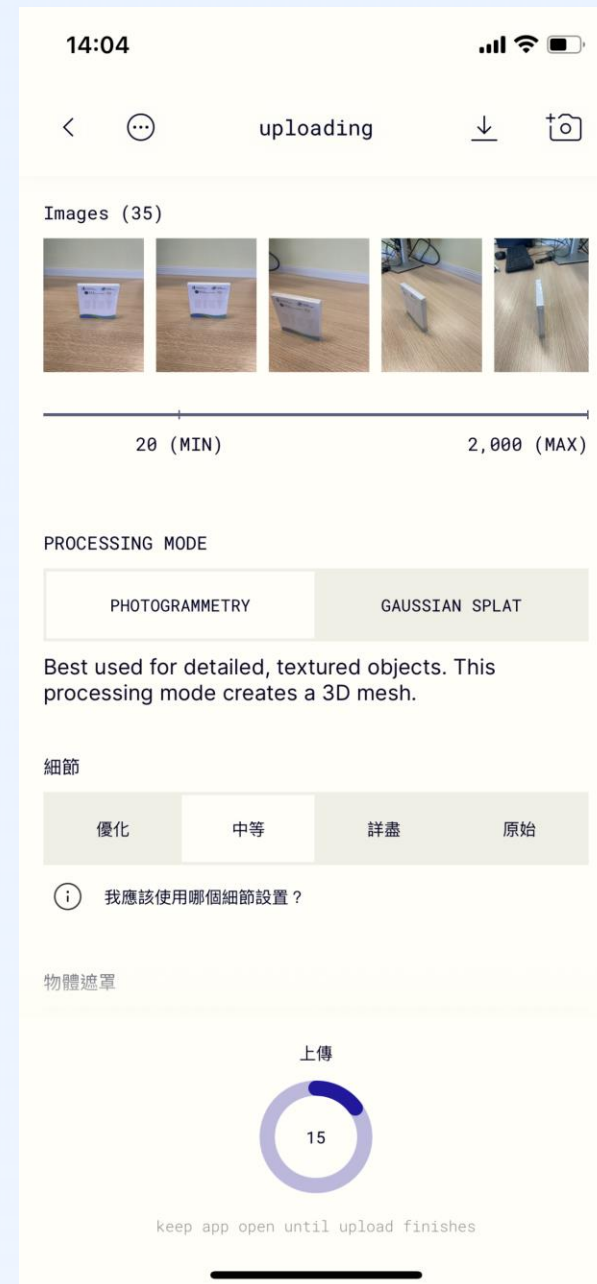 14:04
uploading
Images (35)
20 (MIN)
2,000 (MAX)
PROCESSING MODE
PHOTOGRAMMETRY
GAUSSIAN SPLAT
Best used for detailed, textured objects. This
processing mode creates a 3D mesh.
細節
優化
中等
詳盡
原始
我應該使用哪個細節設置？
物體遮罩
上傳
15
keep app open until upload finishes